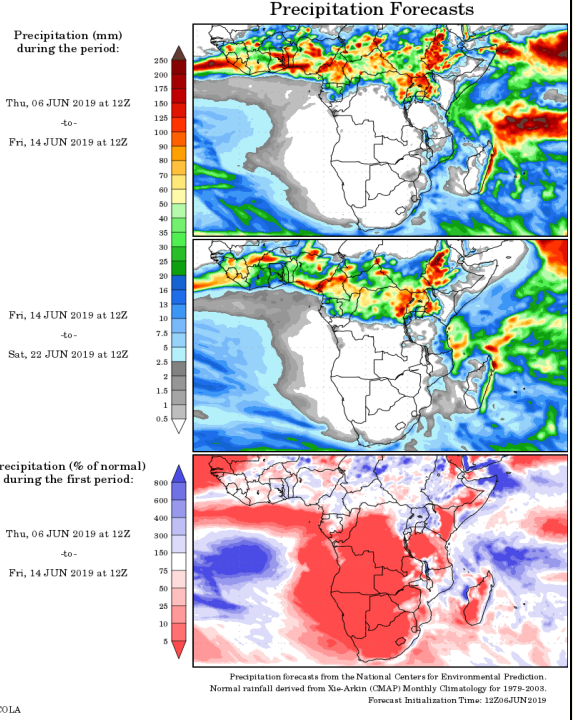 Precipitation Forecasts
Precipitation (mm)
during the period:
Thu, 06 JUN 2019 at 12Z
-to-
Fri, 14 JUN 2019 at 12Z
250
200
175
150
125
100
90
80
70
60
50
40
35
30
25
20
16
13
10
7.5
5
2.5
2
1.5
1
0.5
Fri, 14 JUN 2019 at 12Z
-to-
Sat, 22 JUN 2019 at 12Z
recipitation (% of normal)
during the first period:
Thu, 06 JUN 2019 at 12Z
-to-
Fri, 14 JUN 2019 at 12Z
800
600
400
300
150
75
50
25
10
5
Precipitation forecasts from the National Centers for Environmental Prediction.
Normal rainfall derived from Xie-Arkin (CMAP) Monthly Climatology for 1979-2003.
Forecast Initialization Time: 12Z06JUN2019
COLA